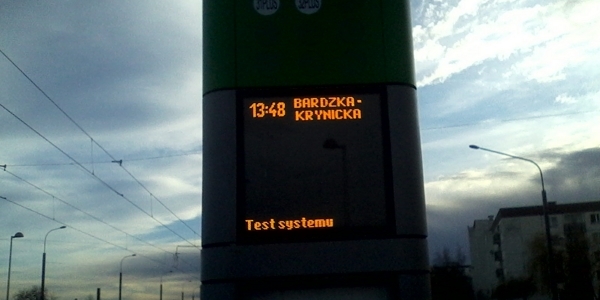 13:48 BARDZKA-
KRYNICKA
Test systemu